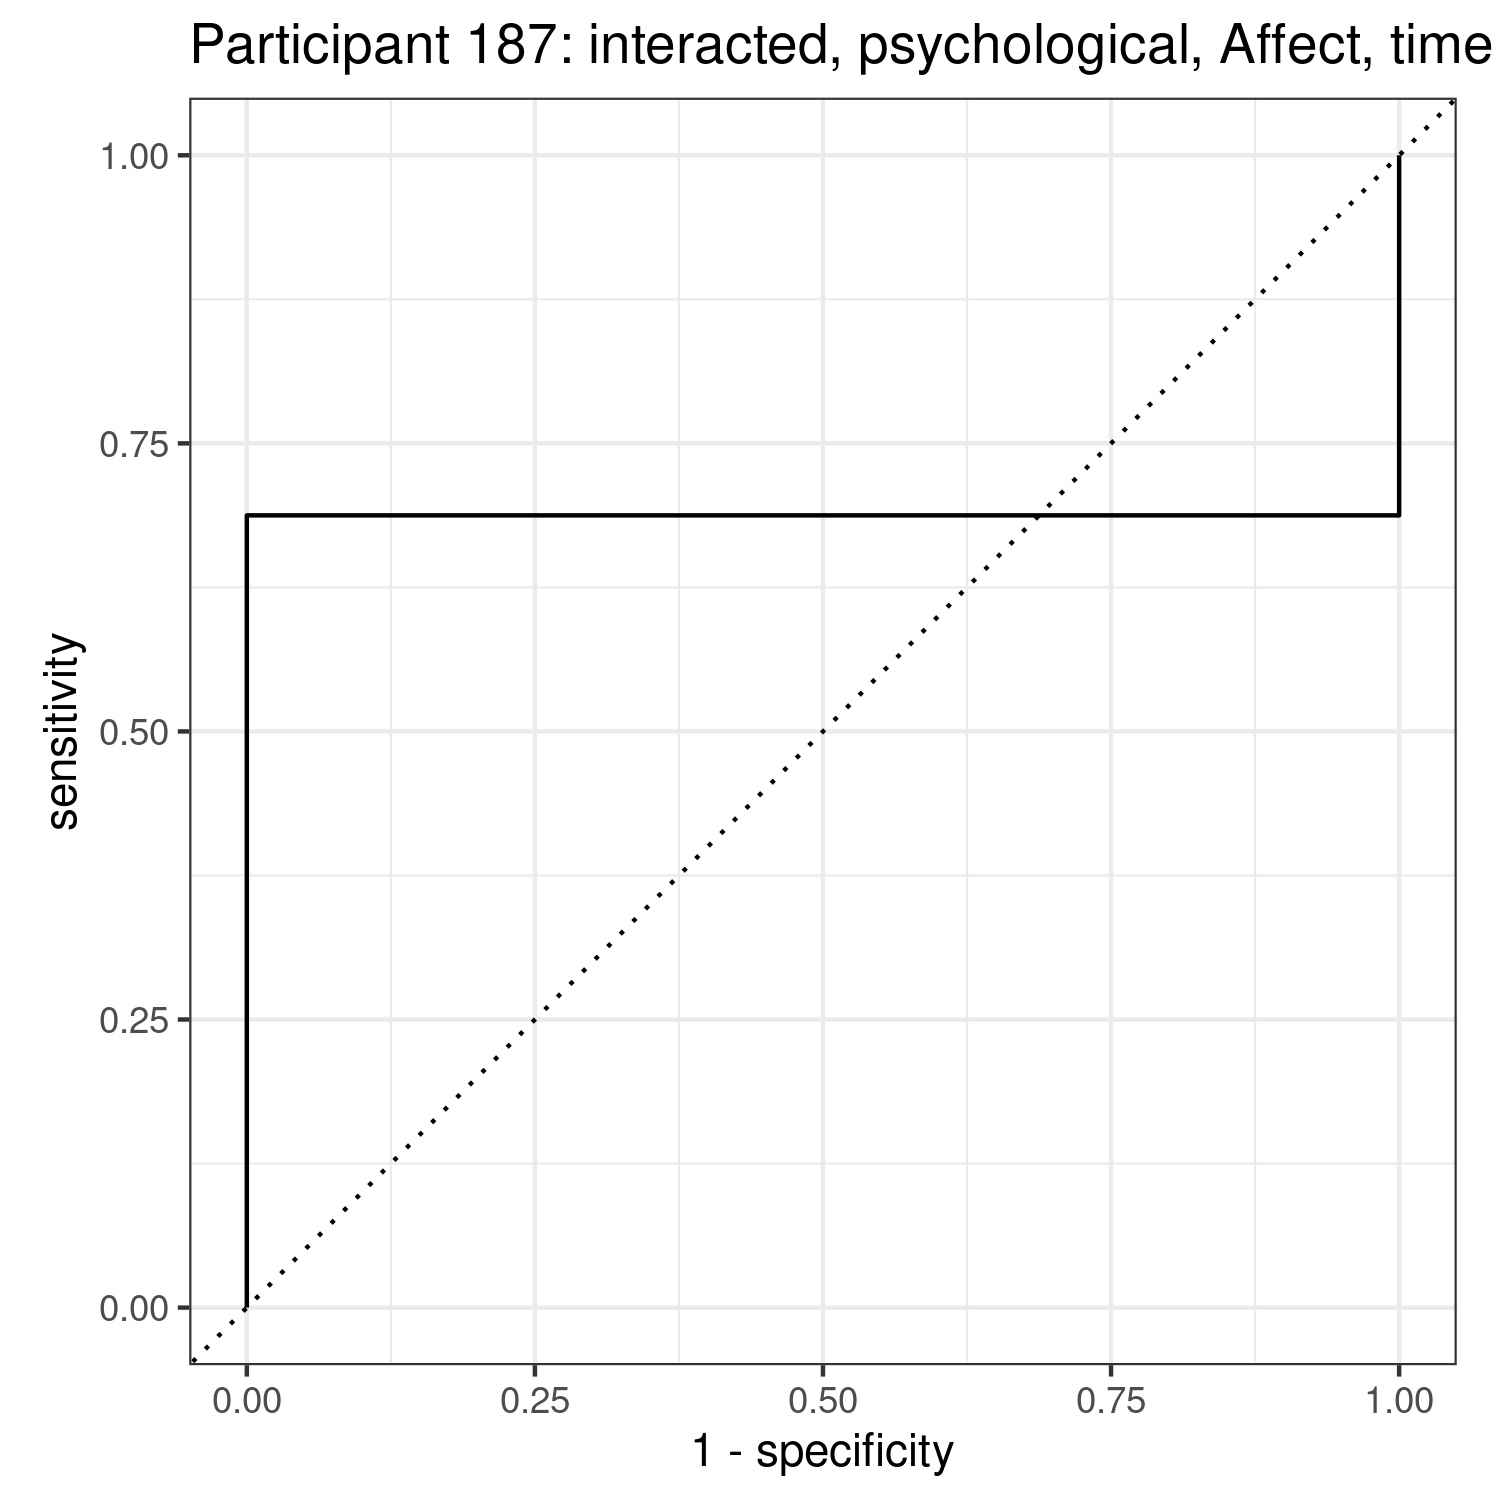 Participant 187: interacted, psychological, Affect, time
1.00
0.75
0.50
0.25
0.00
sensitivity
0.00 0.25 0.50 0.75 1.00
1 - specificity